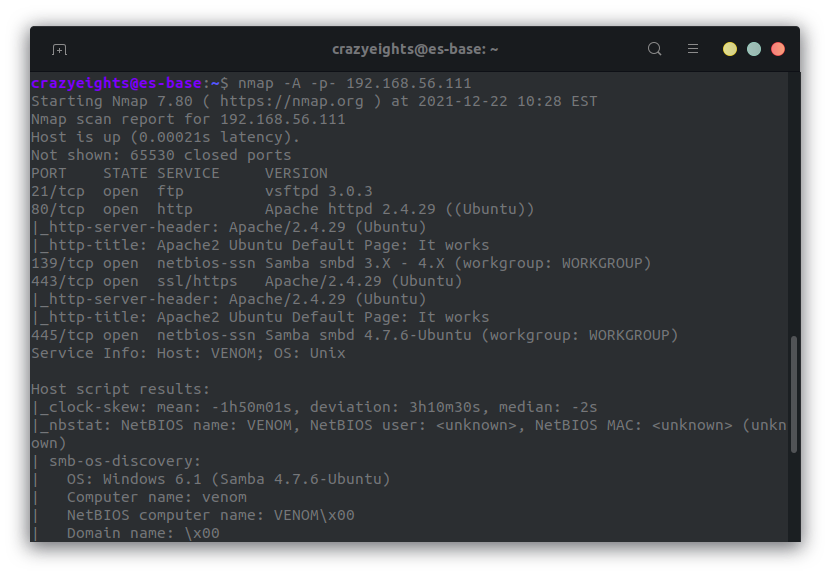 crazyeights@es-base: ~
crazyeights@es-base:~$ nmap -A -p- 192.168.56.111
Starting Nmap 7.80 ( https://nmap.org ) at 2021-12-22 10:28 EST
Nmap scan report for 192.168.56.111
Host is up (0.00021s latency).
Not shown: 65530 closed ports
PORT    STATE SERVICE     VERSION
21/tcp  open  ftp         vsftpd 3.0.3
80/tcp  open  http        Apache httpd 2.4.29 ((Ubuntu))
|_http-server-header: Apache/2.4.29 (Ubuntu)
|_http-title: Apache2 Ubuntu Default Page: It works
139/tcp open  netbios-ssn Samba smbd 3.X - 4.X (workgroup: WORKGROUP)
443/tcp open  ssl/https   Apache/2.4.29 (Ubuntu)
|_http-server-header: Apache/2.4.29 (Ubuntu)
|_http-title: Apache2 Ubuntu Default Page: It works
445/tcp open  netbios-ssn Samba smbd 4.7.6-Ubuntu (workgroup: WORKGROUP)
Service Info: Host: VENOM; OS: Unix
Host script results:
|_clock-skew: mean: -1h50m01s, deviation: 3h10m30s, median: -2s
|_nbstat: NetBIOS name: VENOM, NetBIOS user: <unknown>, NetBIOS MAC: <unknown> (unkn
own)
| smb-os-discovery:
|   OS: Windows 6.1 (Samba 4.7.6-Ubuntu)
|   Computer name: venom
|   NetBIOS computer name: VENOM\x00
|   Domain name: \x00